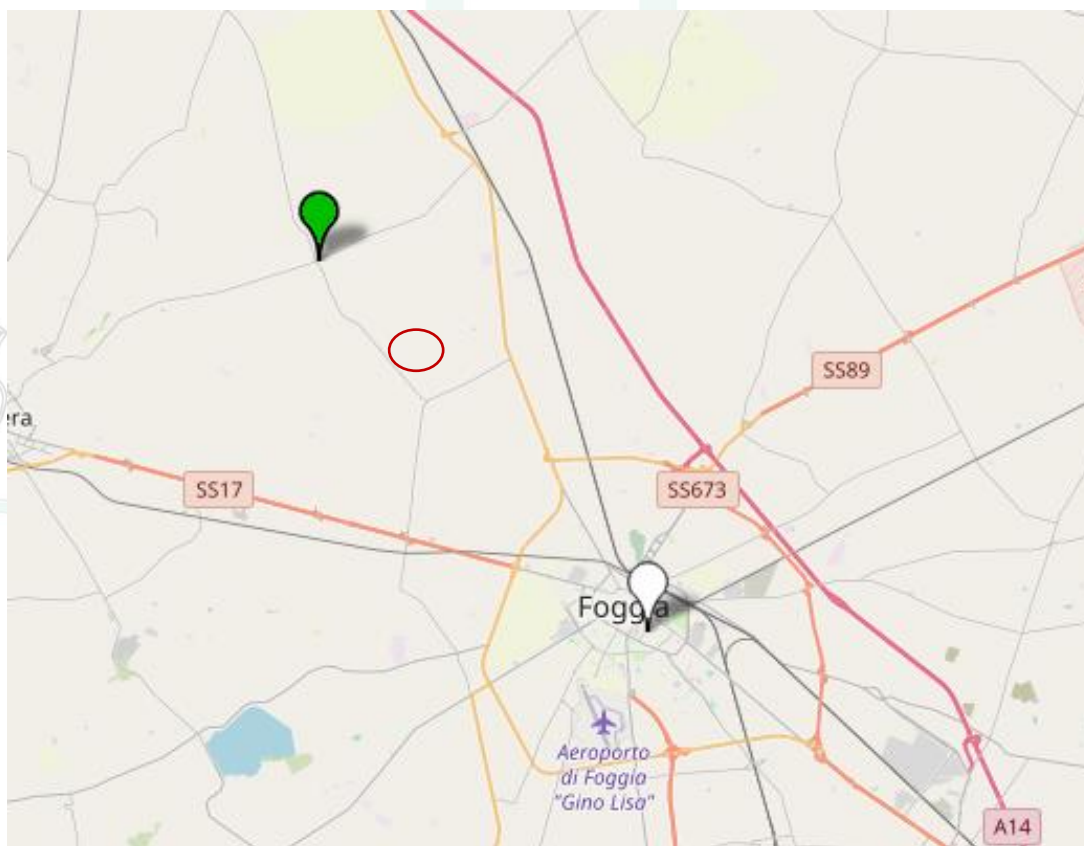 SS89
era
SS17
SS673
Foggia
Aeroporto
di Foggia
"Gino Lisa"
A14